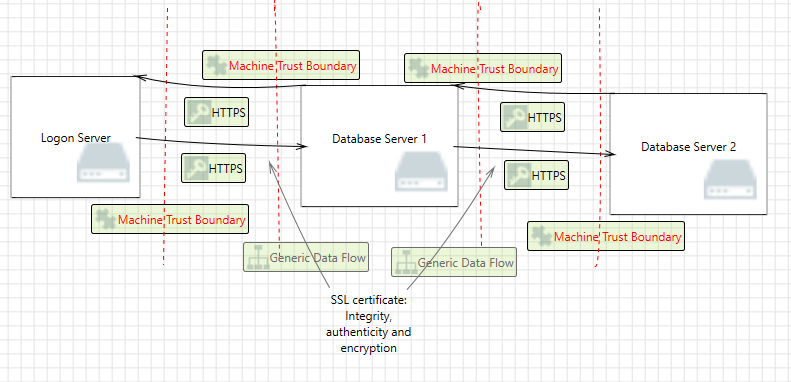 Machine Trust Boundary
Machine Trust Boundary
HTTPS
HTTPS
Logon Server
Database Server 1
Database Server 2
HTTPS
HTTPS
Machine Trust Boundary
Machine Trust Boundary
Generic Data Flow
Generic Data Flow
SSL certificate:
Integrity,
authenticity and
encryption